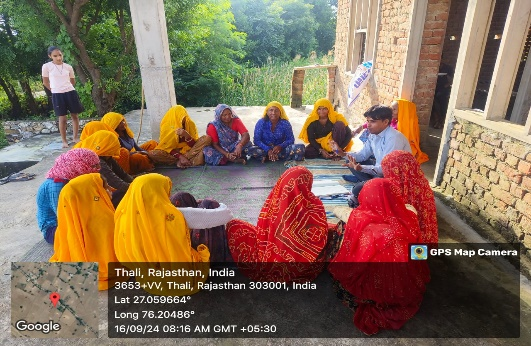 GPS Map Camera
Thali, Rajasthan, India
3653+VV, Thali, Rajasthan 303001, India
Lat 27.059664°
Long 76.20486°
16/09/24 08:16 AM GMT +05:30
Google